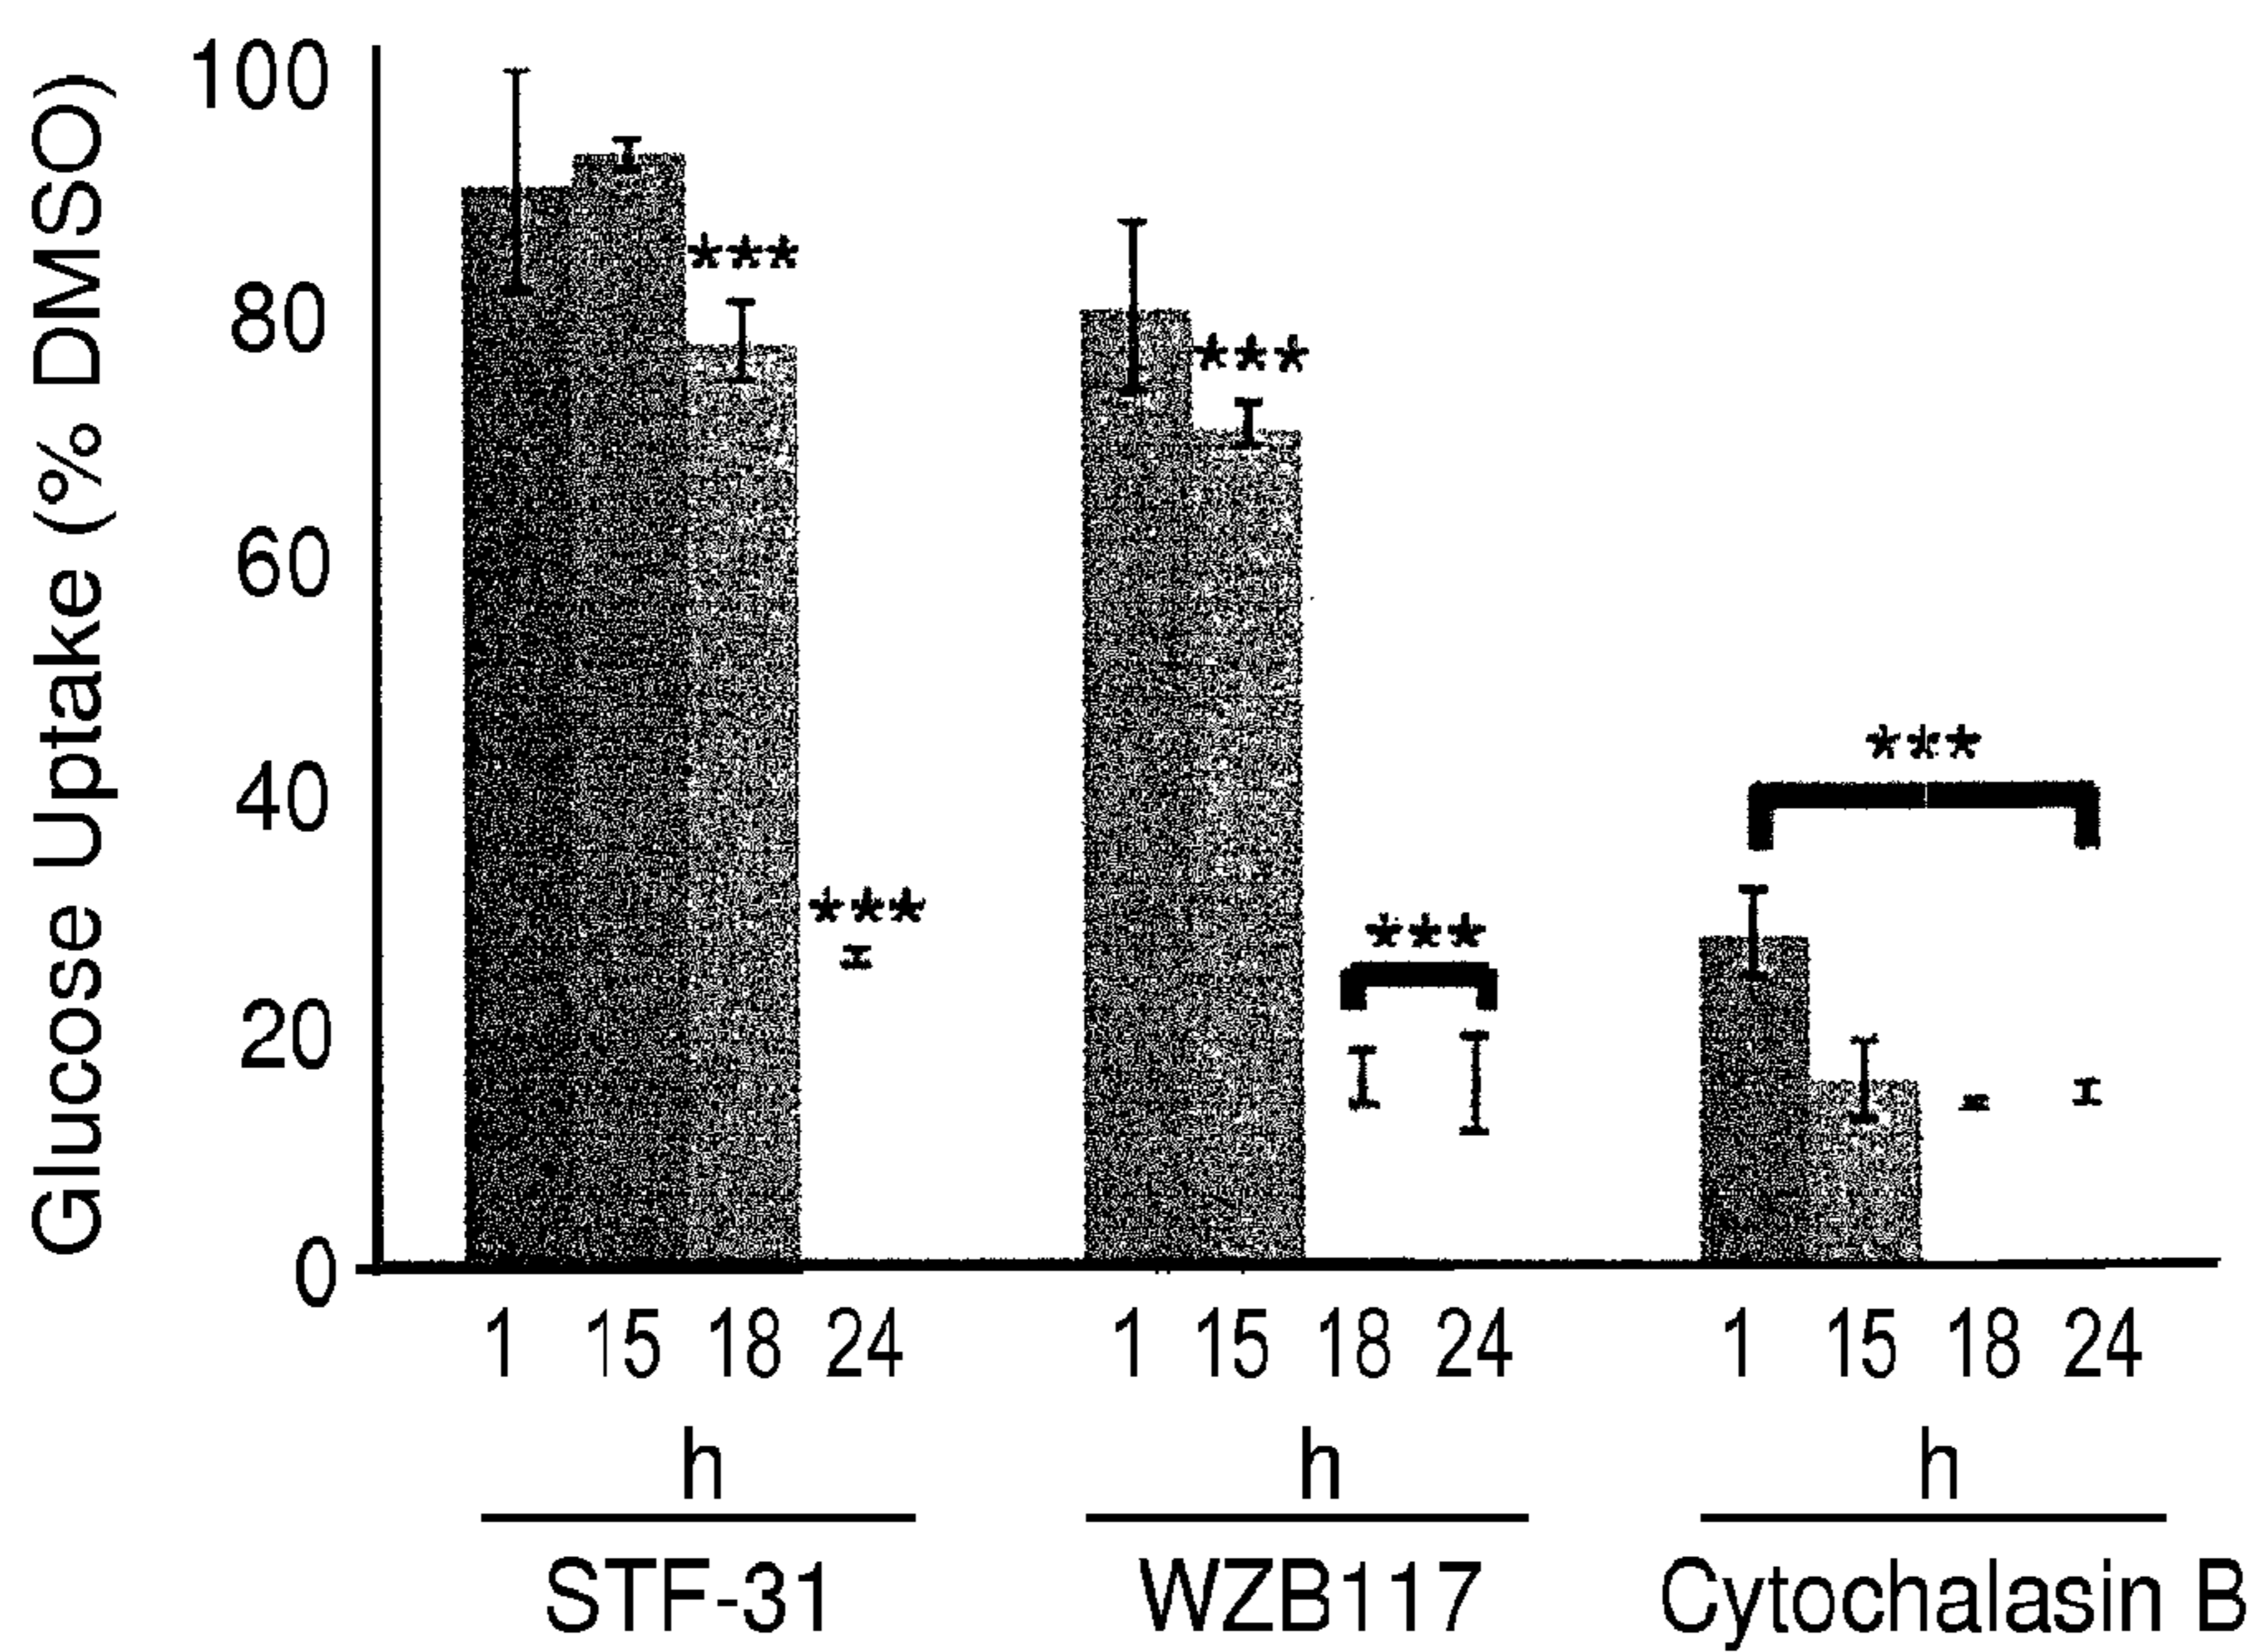 Glucose Uptake (% DMSO)
100
80
60
40
20
0
***
***
***
***
***
1 15 18 24
1 15 18 24
1 15 18 24
h
h
h
STF-31
WZB117
Cytochalasin B